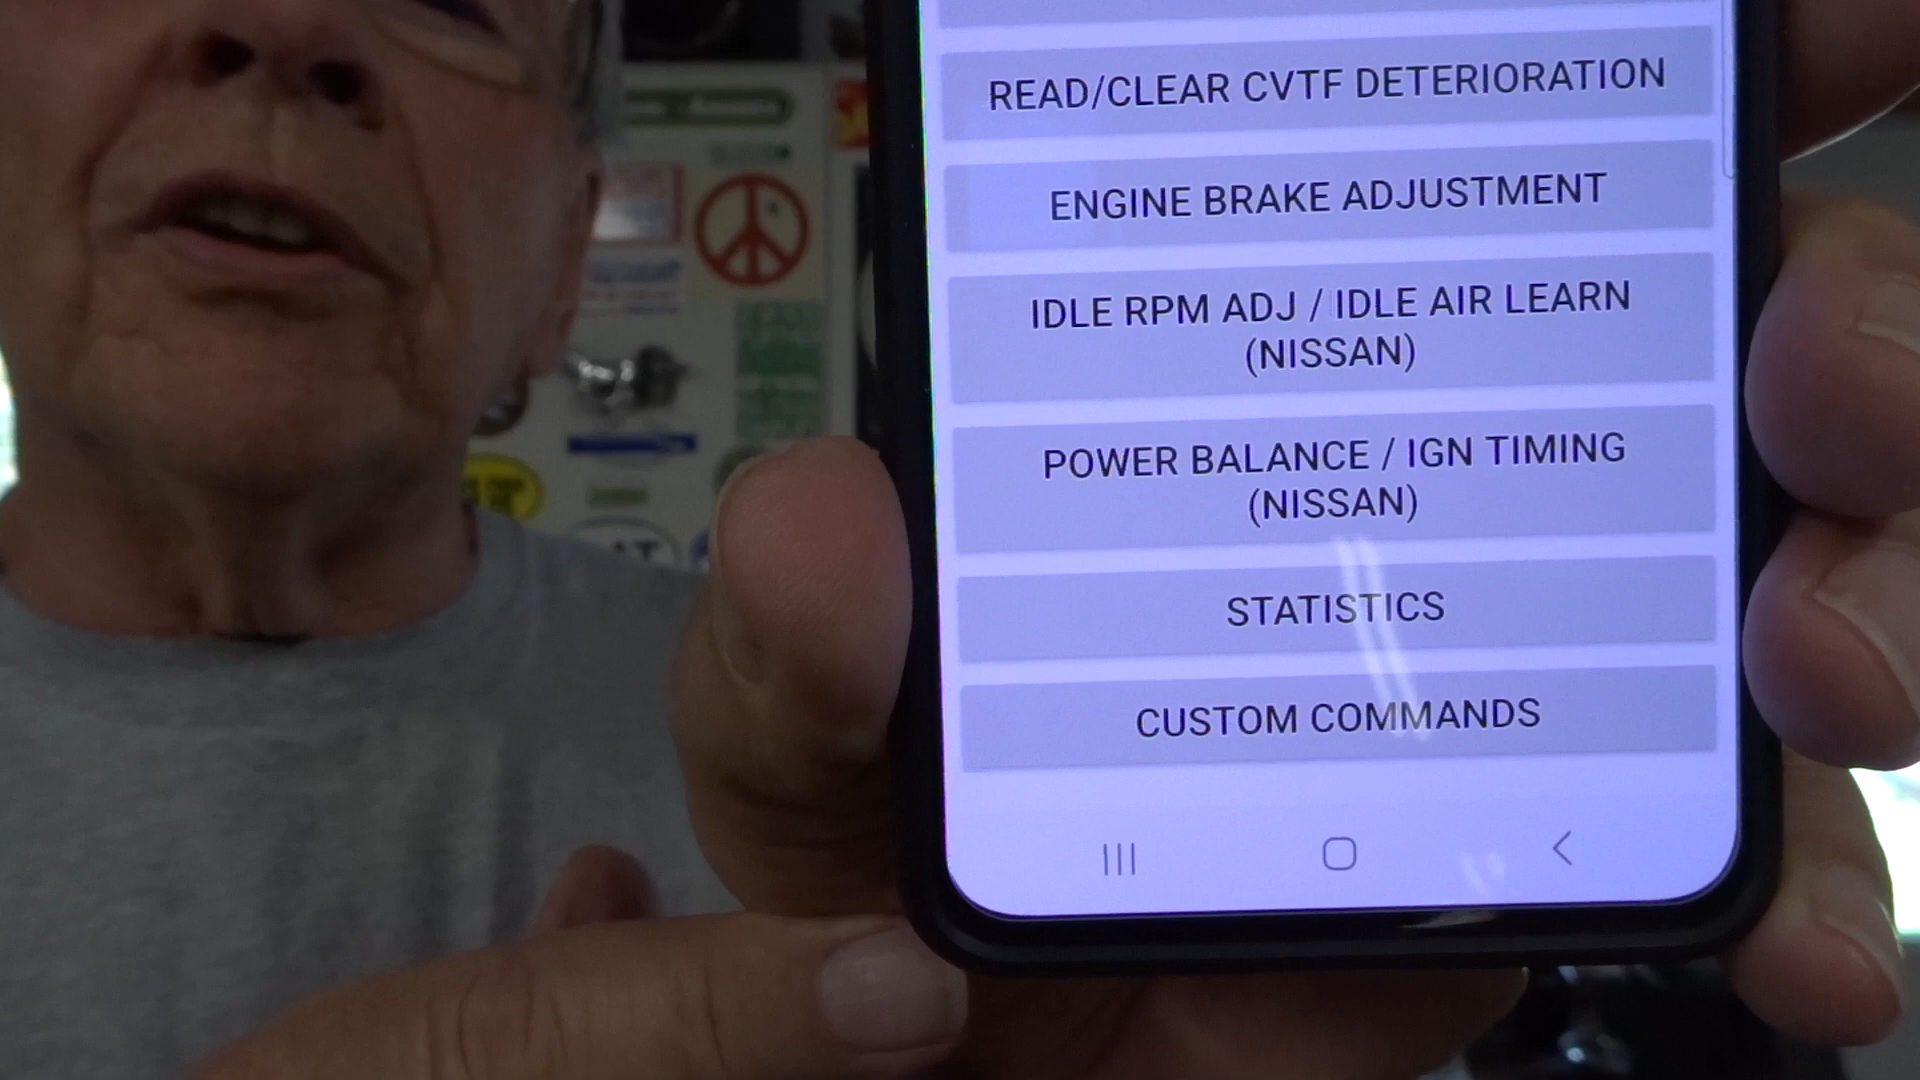 READ/CLEAR CVTF DETERIORATION
ENGINE BRAKE ADJUSTMENT
IDLE RPM ADJ / IDLE AIR LEARN
(NISSAN)
POWER BALANCE / IGN TIMING
(NISSAN)
STATISTICS
CUSTOM COMMANDS